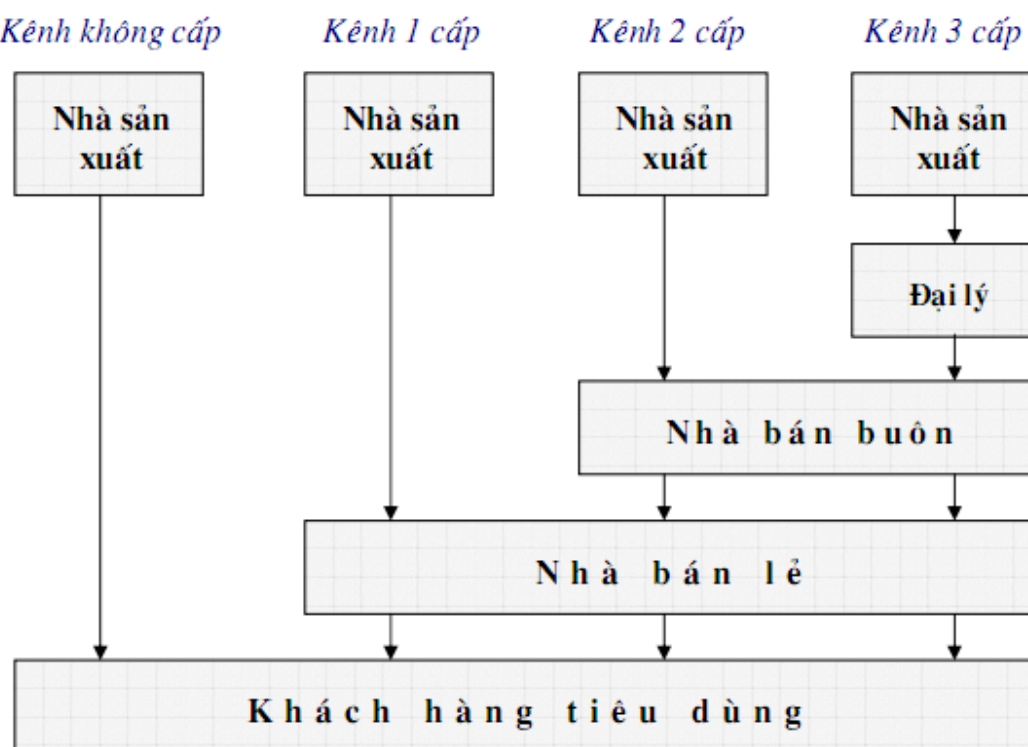 Kênh không cấp
Kênh 1 cấp
Kênh 2 cấp
Kênh 3 cấp
Nhà sản
xuất
Nhà sản
xuất
Nhà sản
xuất
Nhà sản
xuất
Đại lý
Nhà bán buôn
Nhà bán lẻ
Khách hàng tiêu dùng